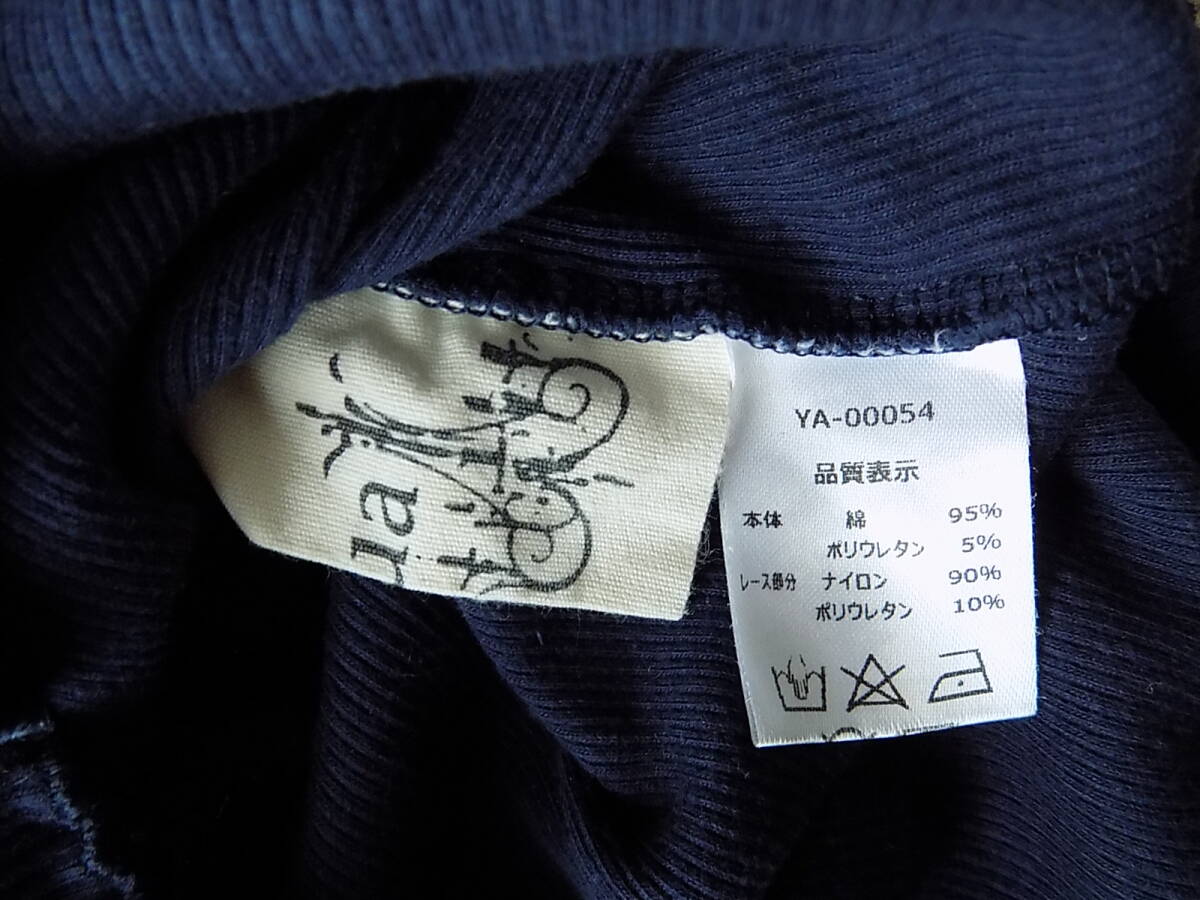 YA-00054
品質表示
本体 綿 95%
ポリウレタン 5%
レース部分 ナイロン 90%
ポリウレタン 10%